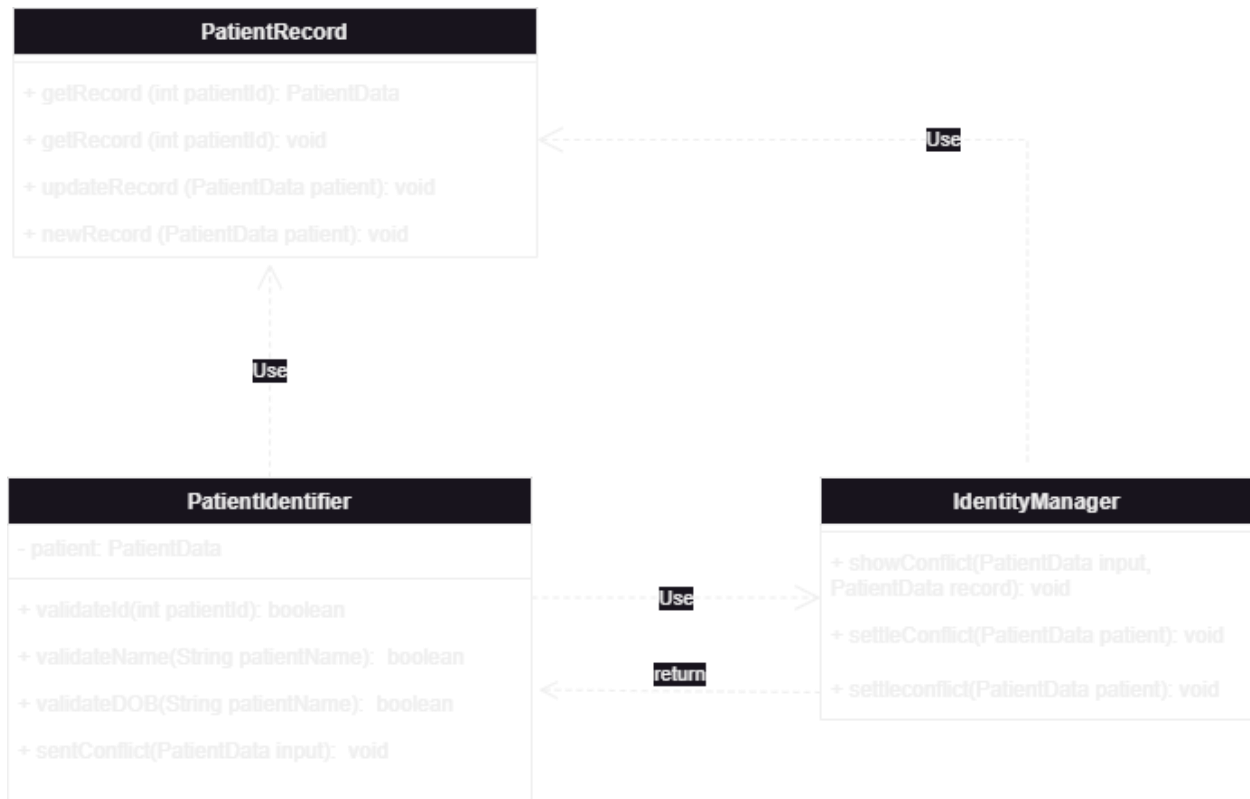 PatientRecord
+ getRecord (int patientId): PatientData
+ getRecord (int patientId): void
+ updateRecord (PatientData patient): void
+ newRecord (PatientData patient): void
Use
Use
PatientIdentifier
- patient: PatientData
+ validateId(int patientId): boolean
+ validateName(String patientName): boolean
+ validateDOB(String patientName): boolean
+ sentConflict(PatientData input): void
Use
return
IdentityManager
+ showConflict(PatientData input,
PatientData record): void
+ settleConflict(PatientData patient): void
+ settleconflict(PatientData patient): void